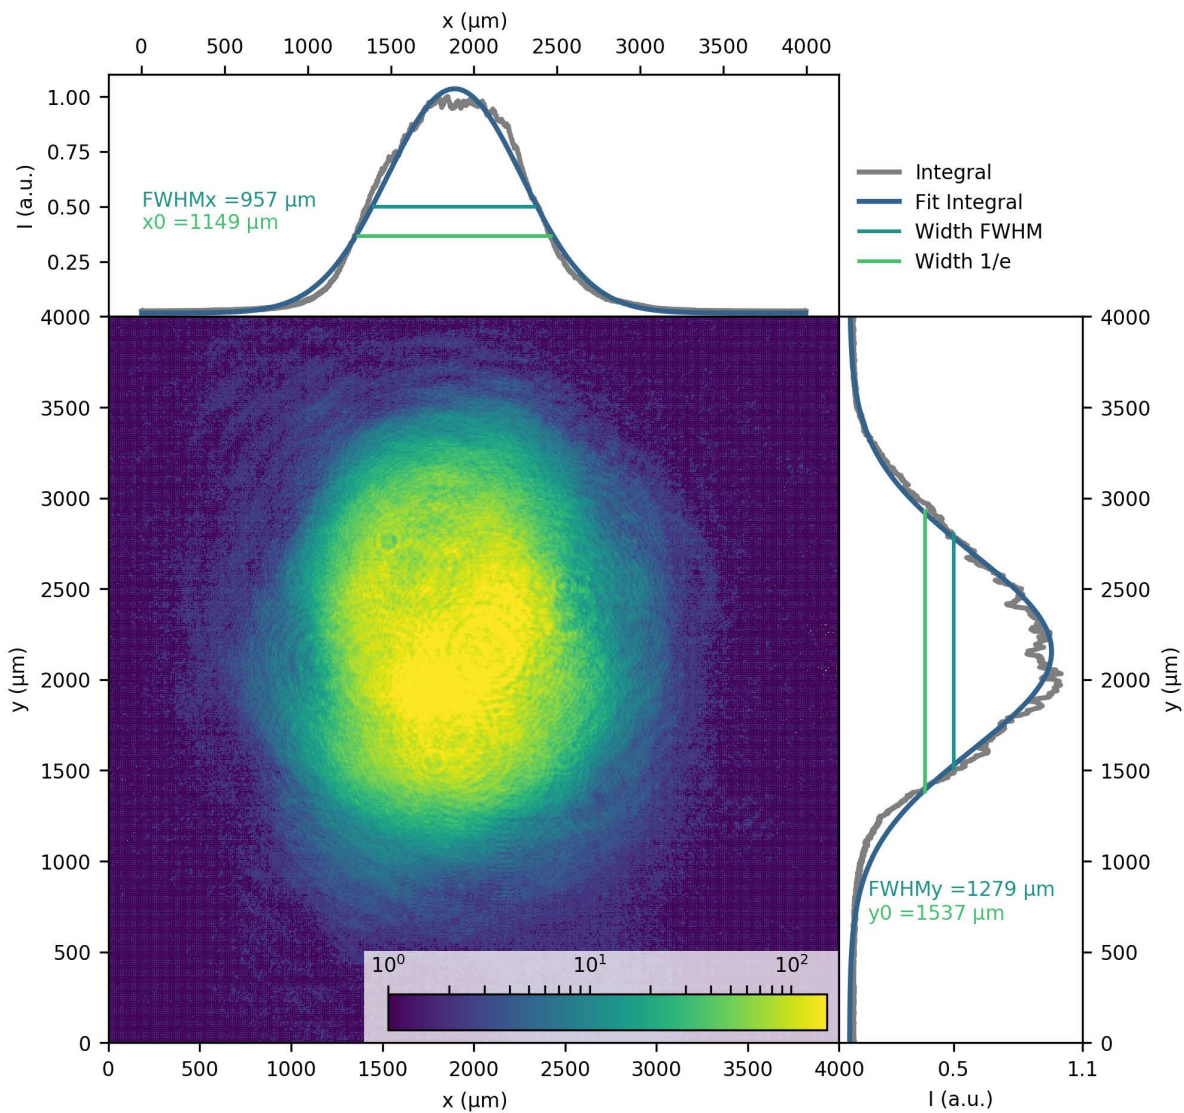 x (µm)
0 500 1000 1500 2000 2500 3000 3500 4000
1.00
0.75
0.50
0.25
I (a.u.)
FWHMx =957 µm
x0 =1149 µm
Integral
Fit Integral
Width FWHM
Width 1/e
4000
3500
3000
2500
2000
1500
1000
500
0
y (µm)
10⁰ 10¹ 10²
0 500 1000 1500 2000 2500 3000 3500 4000
x (µm)
4000
3500
3000
2500
2000
1500
1000
500
0
y (µm)
FWHMy =1279 µm
y0 =1537 µm
0.0 0.5 1.1
I (a.u.)